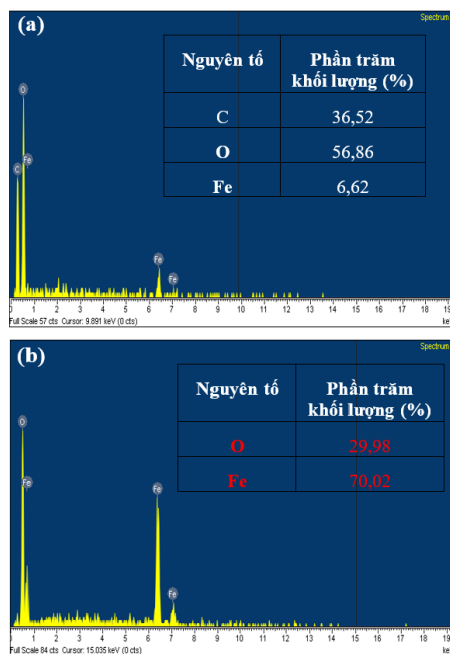 Spectrum
(a)
Nguyên tố Phần trăm
khối lượng (%)
C 36,52
O 56,86
Fe 6,62
O
Fe
C
Fe
Fe
0 1 2 3 4 5 6 7 8 9 10 11 12 13 14 15 16 17 18 19
Full Scale 57 cts Cursor: 9.891 keV (0 cts) ke
Spectrum
(b)
Nguyên tố Phần trăm
khối lượng (%)
O 29,98
Fe 70,02
O
Fe
Fe
Fe
0 1 2 3 4 5 6 7 8 9 10 11 12 13 14 15 16 17 18 19
Full Scale 84 cts Cursor: 15.035 keV (0 cts) ke